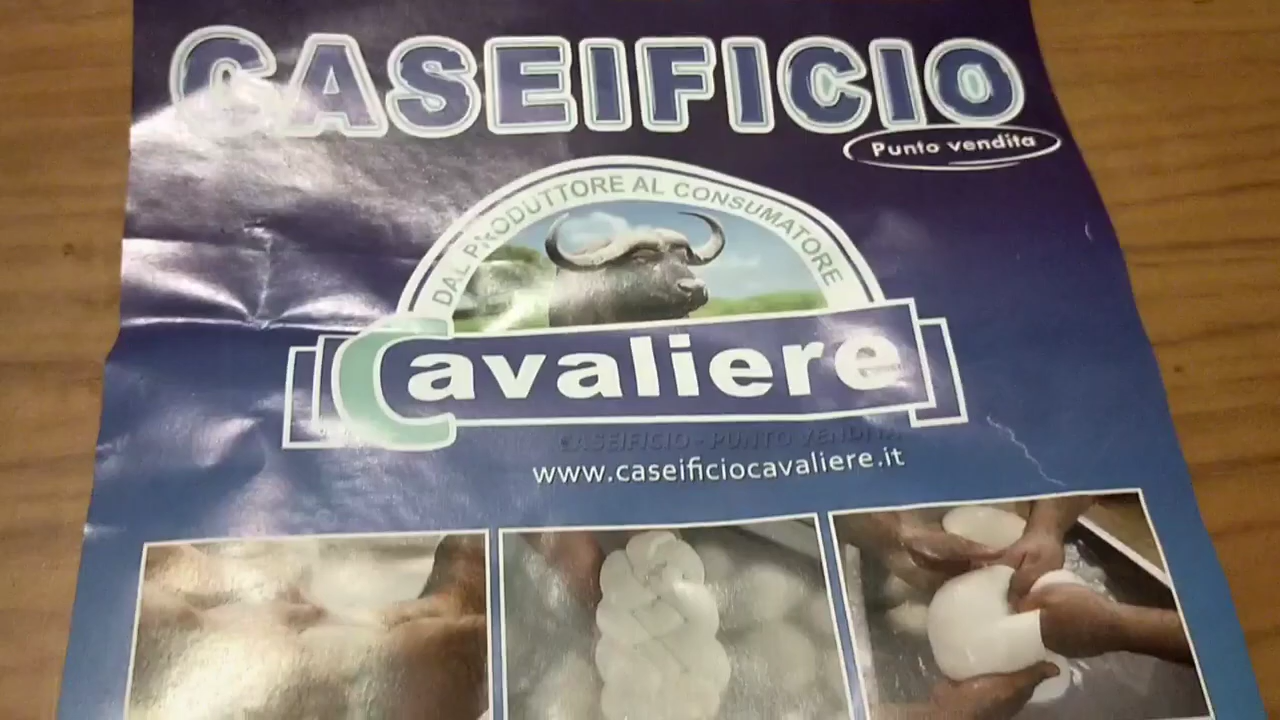 CASEIFICIO
Punto vendita
DAL PRODUTTORE AL CONSUMATORE
Cavaliere
CASEIFICIO - PUNTO VENDITA
www.caseificiocavaliere.it